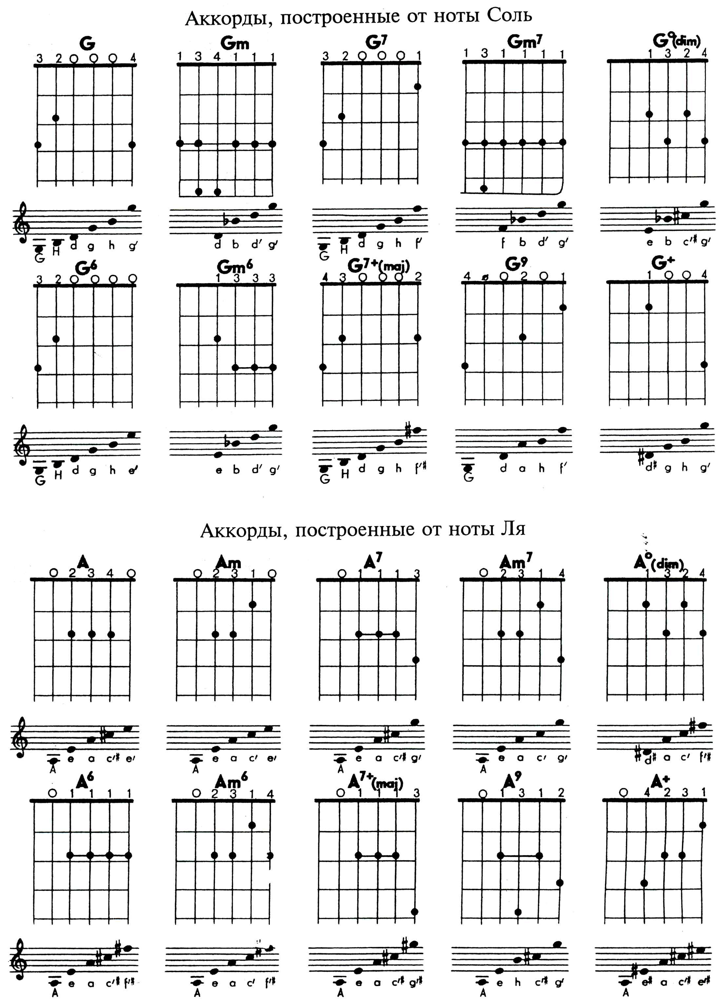 Аккорды, построенные от ноты Соль
G Gm G7 Gm7 G⁰(dim)
3 2 O O O 4 1 3 4 1 1 1 3 2 O O O 1 1 3 1 1 1 1 1 3 2 4
d g h g′ d b d′ g′ d g h f′ f b d′ g′ e b c′# g′
G H G H
G6 Gm6 G7+(maj) G9 G+
3 2 O O O O 1 3 3 3 4 3 O O O 2 4 ø O 2 O 1 1 O O 4
d g h e′ e b d′ g′ d g h f′# d a h f′ d# g h g′
G H G H G
Аккорды, построенные от ноты Ля
A Am A7 Am7 A⁰(dim)
O 2 3 4 O O 2 3 1 O O 1 1 1 3 O 2 3 1 4 1 3 2 4
e a c′# e′ e a c′ e′ e a c′# g′ e a c′ g′ d# a c′ f′#
A A A A
A6 Am6 A7+(maj) A9 A+
O 1 1 1 1 O 2 3 1 4 O 1 1 1 3 O 1 3 1 2 O 4 2 3 1
e a c′# f′# e a c′ f′# e a c′# g′# e h c′# g′ e# a c′# e′#
A A A A A